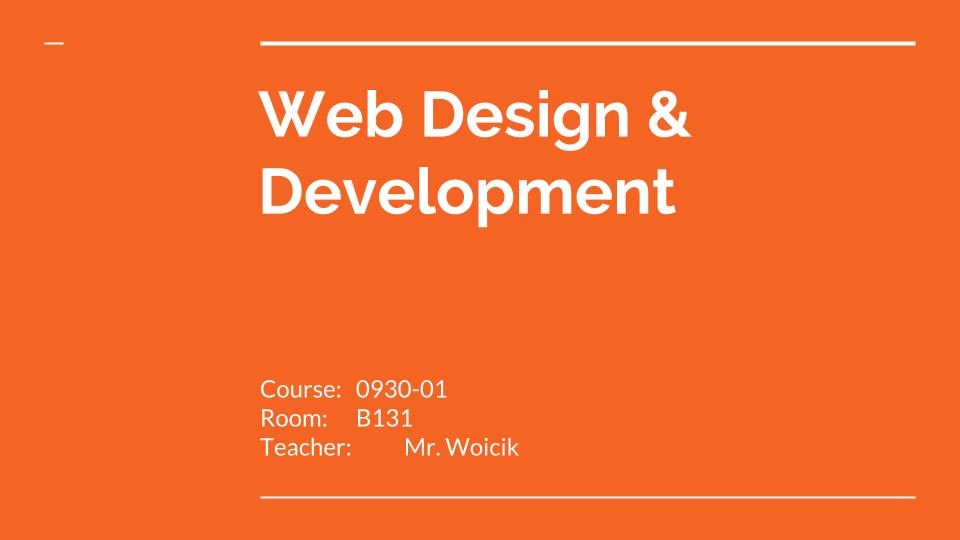 Web Design &
Development
Course: 0930-01
Room: B131
Teacher: Mr. Woicik